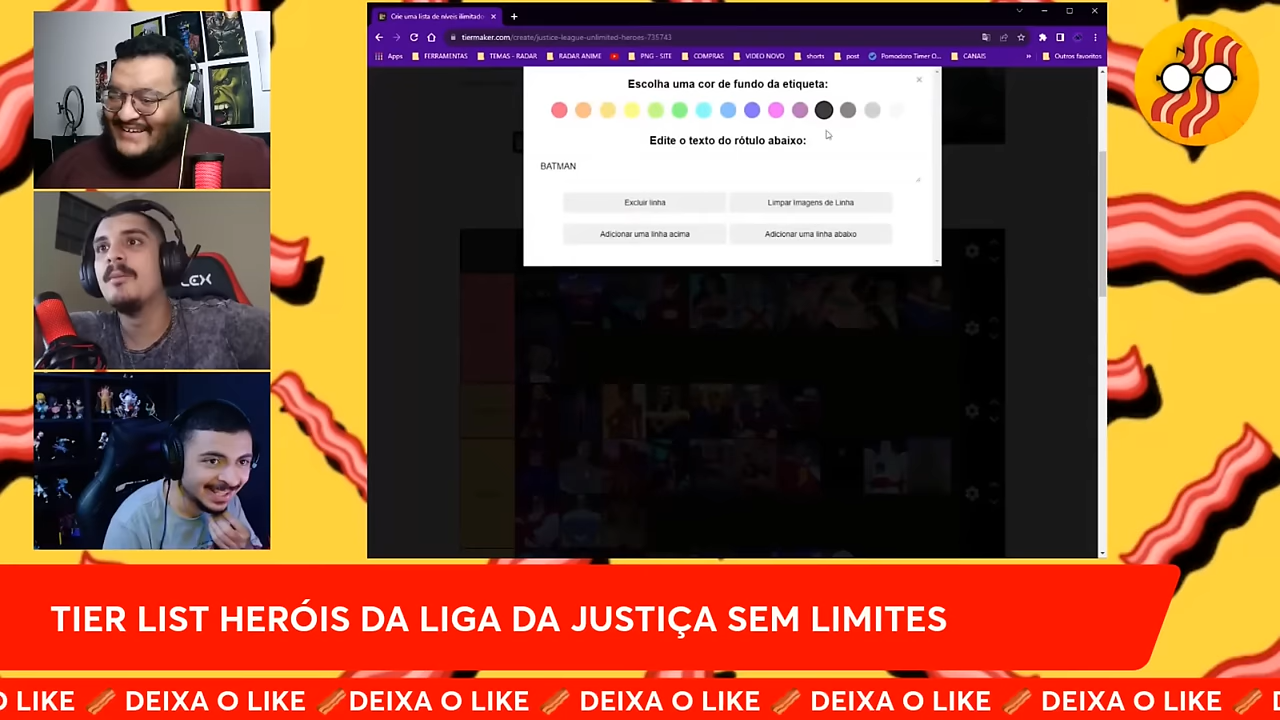 Crie uma lista de níveis ilimitado
tiermaker.com/create/justice-league-unlimited-heroes-735743
Apps FERRAMENTAS TEMAS - RADAR RADAR ANIME PNG - SITE COMPRAS VIDEO NOVO shorts post Pomodoro Timer O... CANAIS » Outros favoritos
Escolha uma cor de fundo da etiqueta:
Edite o texto do rótulo abaixo:
BATMAN
Excluir linha Limpar Imagens de Linha
Adicionar uma linha acima Adicionar uma linha abaixo
LEX
TIER LIST HERÓIS DA LIGA DA JUSTIÇA SEM LIMITES
O LIKE DEIXA O LIKE DEIXA O LIKE DEIXA O LIKE DEIXA O LIKE DEIXA O LIKE